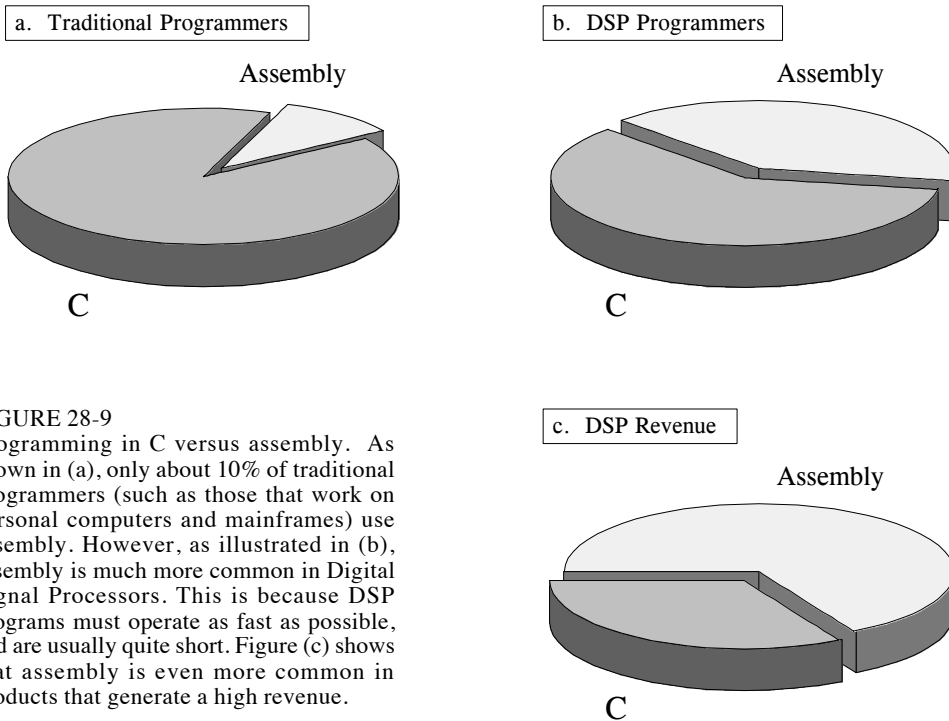 a. Traditional Programmers
Assembly
C
b. DSP Programmers
Assembly
C
GURE 28-9
ogramming in C versus assembly. As
own in (a), only about 10% of traditional
ogrammers (such as those that work on
rsonal computers and mainframes) use
sembly. However, as illustrated in (b),
sembly is much more common in Digital
gnal Processors. This is because DSP
ograms must operate as fast as possible,
d are usually quite short. Figure (c) shows
at assembly is even more common in
oducts that generate a high revenue.
c. DSP Revenue
Assembly
C